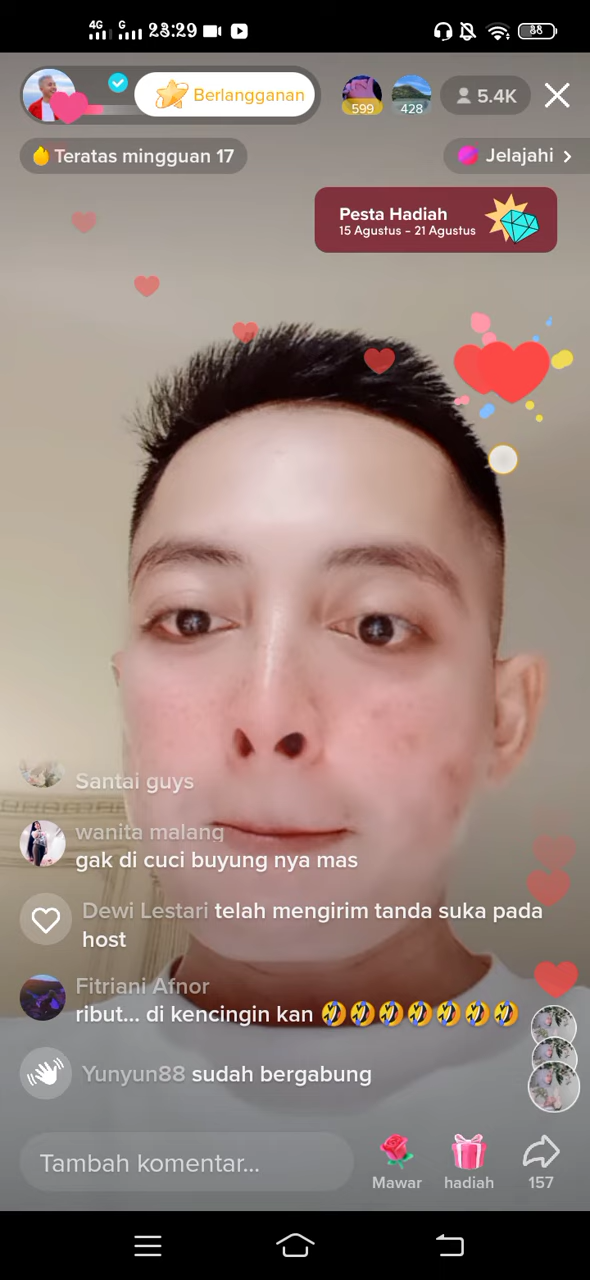 4G G 23:29 38
Berlangganan 599 428 5.4K
Teratas mingguan 17 Jelajahi
Pesta Hadiah
15 Agustus - 21 Agustus
Santai guys
wanita malang
gak di cuci buyung nya mas
Dewi Lestari telah mengirim tanda suka pada
host
Fitriani Afnor
ribut... di kencingin kan 🤣🤣🤣🤣🤣🤣🤣
Yunyun88 sudah bergabung
Tambah komentar...
Mawar hadiah 157